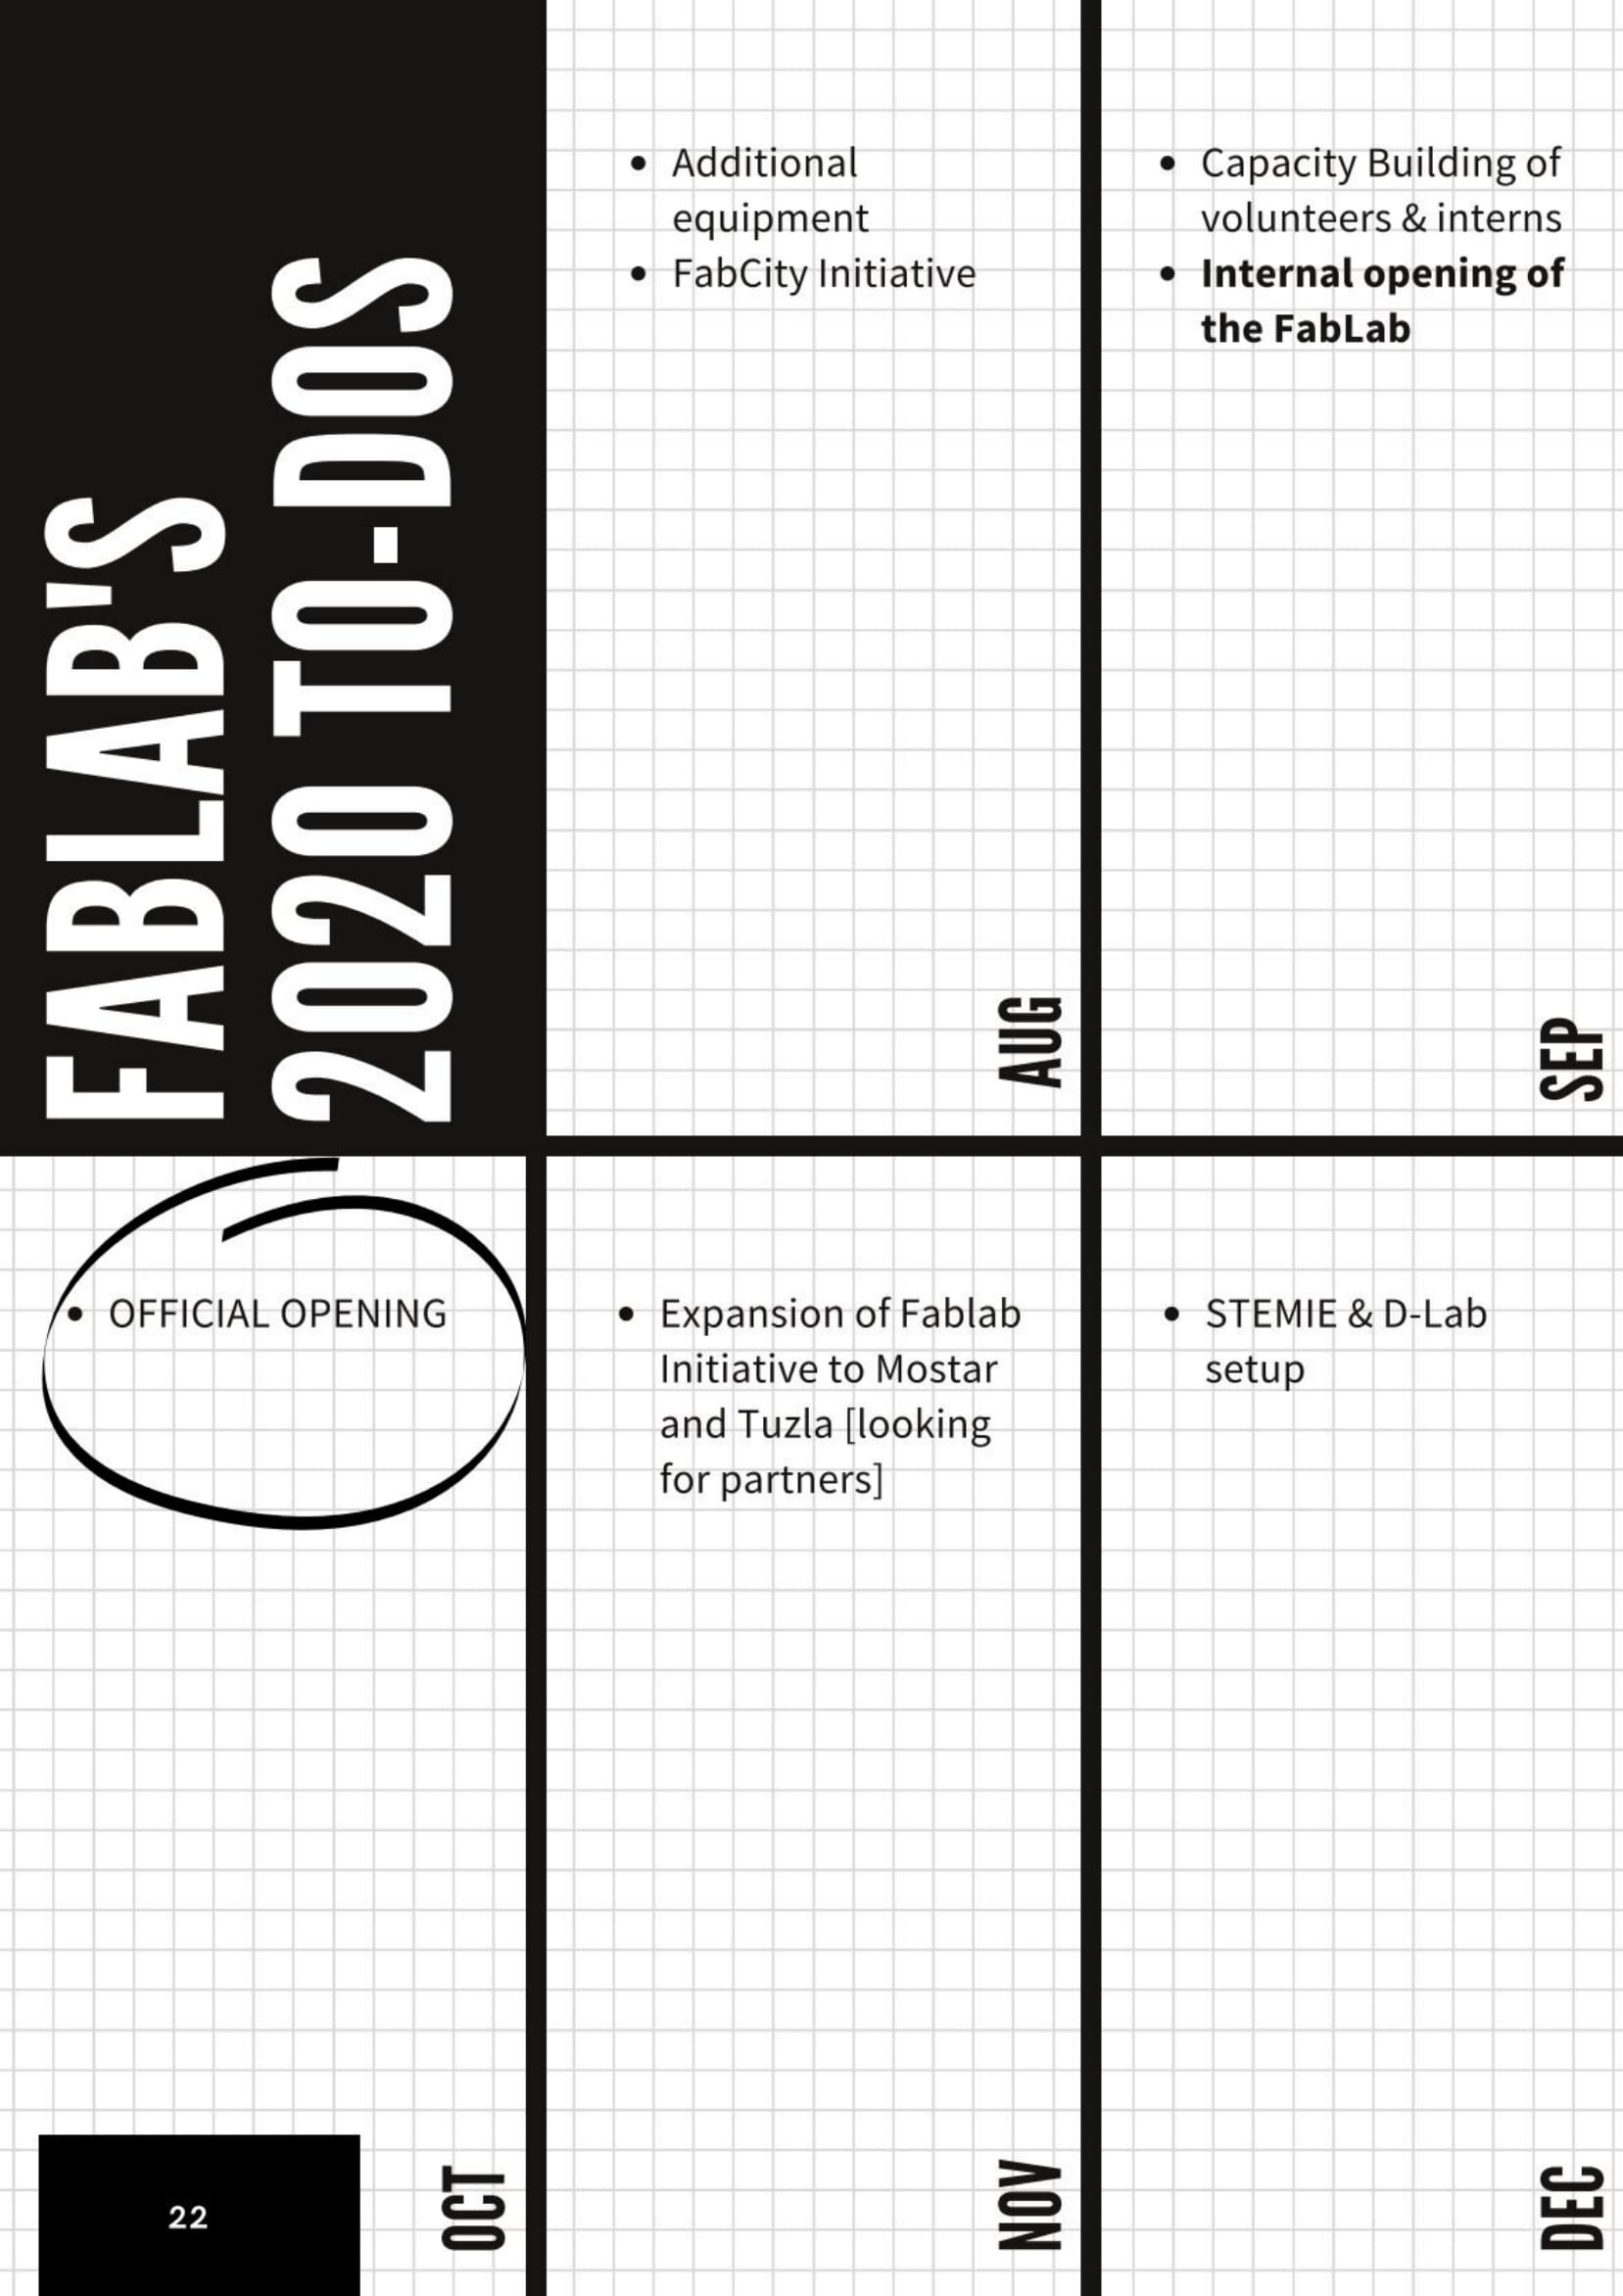 FABLAB'S
2020 TO-DOS
• Additional
equipment
• FabCity Initiative
AUG
• Capacity Building of
volunteers & interns
• Internal opening of
the FabLab
SEP
• OFFICIAL OPENING
OCT
• Expansion of Fablab
Initiative to Mostar
and Tuzla [looking
for partners]
NOV
• STEMIE & D-Lab
setup
DEC
22